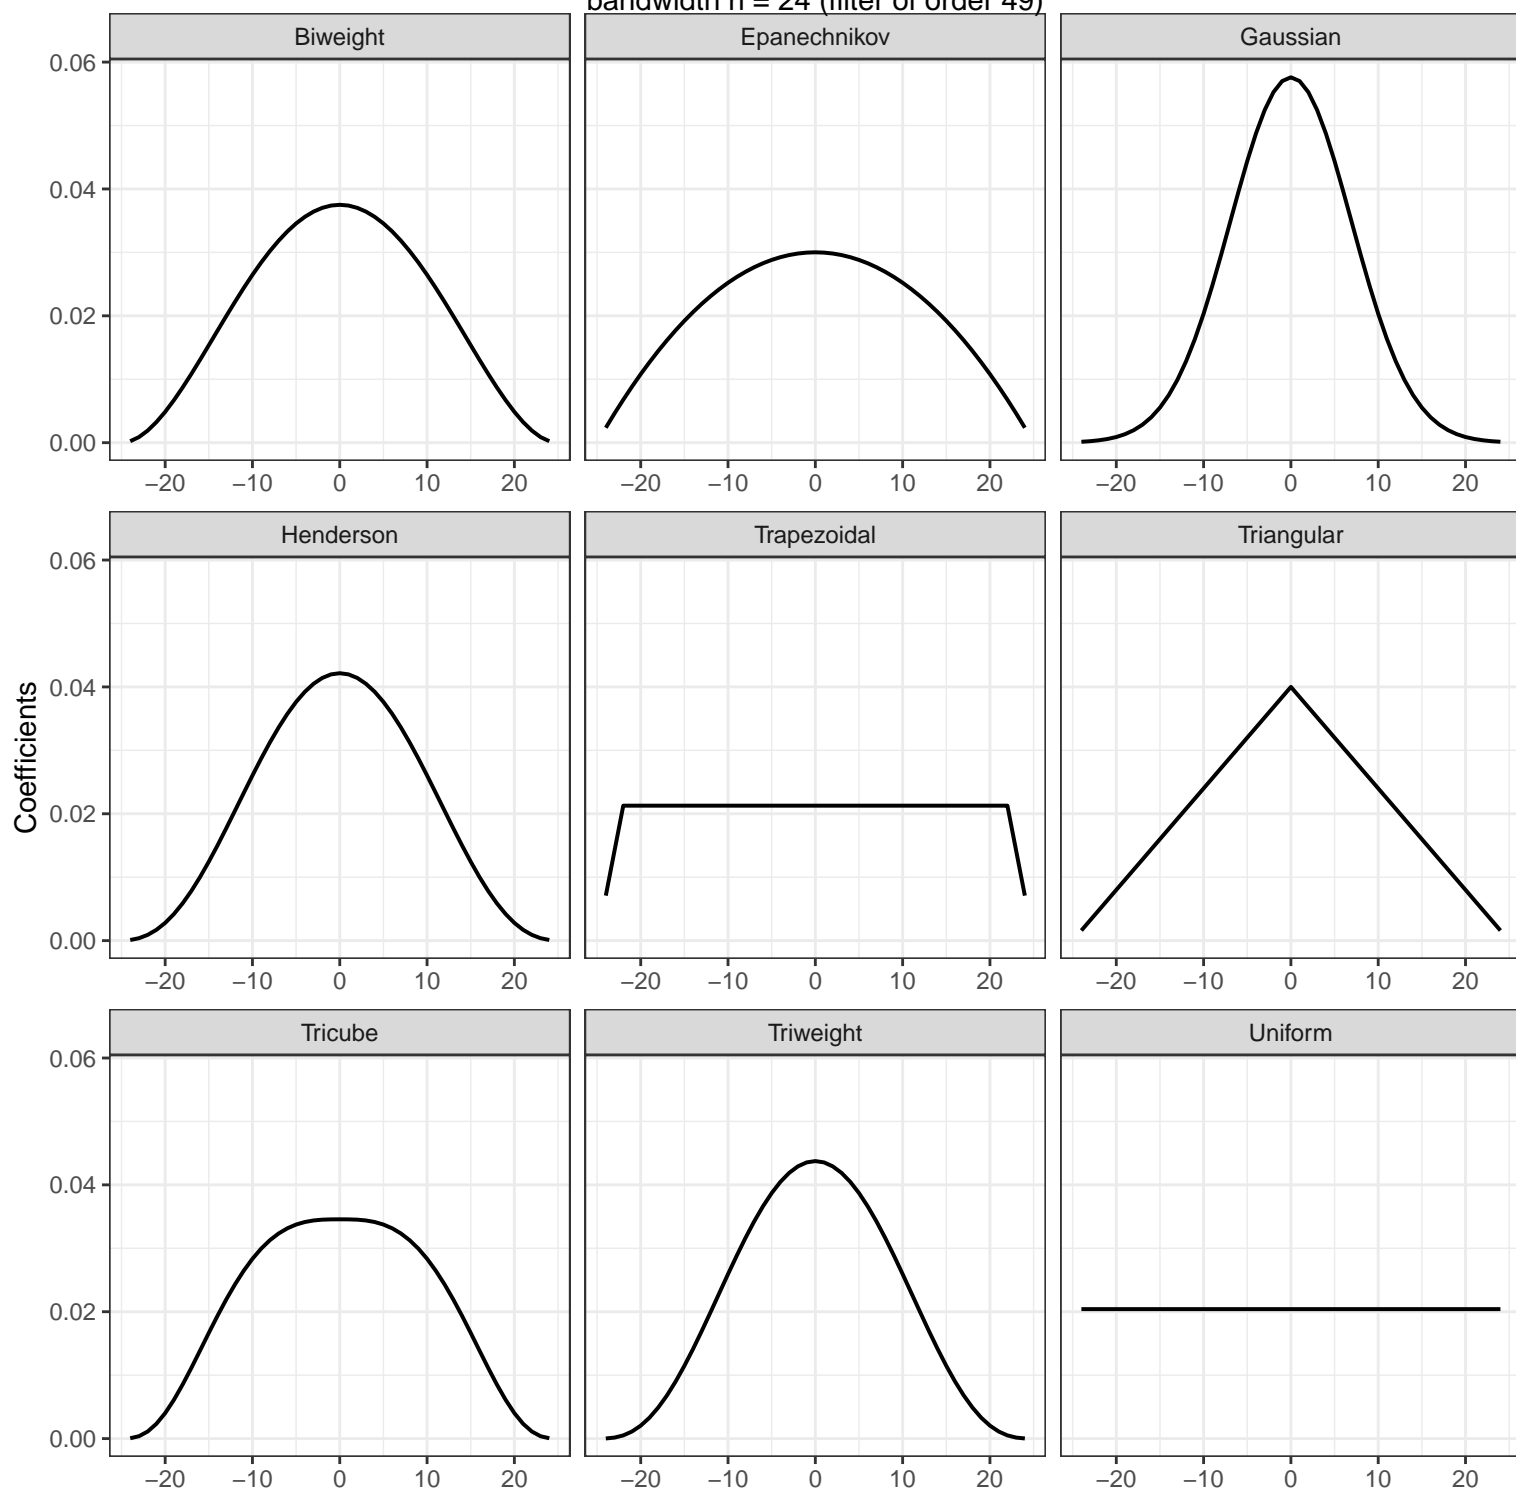 bandwidth h = 24 (filter of order 49)
Biweight Epanechnikov Gaussian
0.06
0.04
0.02
0.00
−20 −10 0 10 20 −20 −10 0 10 20 −20 −10 0 10 20
Henderson Trapezoidal Triangular
0.06
0.04
Coefficients
0.02
0.00
−20 −10 0 10 20 −20 −10 0 10 20 −20 −10 0 10 20
Tricube Triweight Uniform
0.06
0.04
0.02
0.00
−20 −10 0 10 20 −20 −10 0 10 20 −20 −10 0 10 20